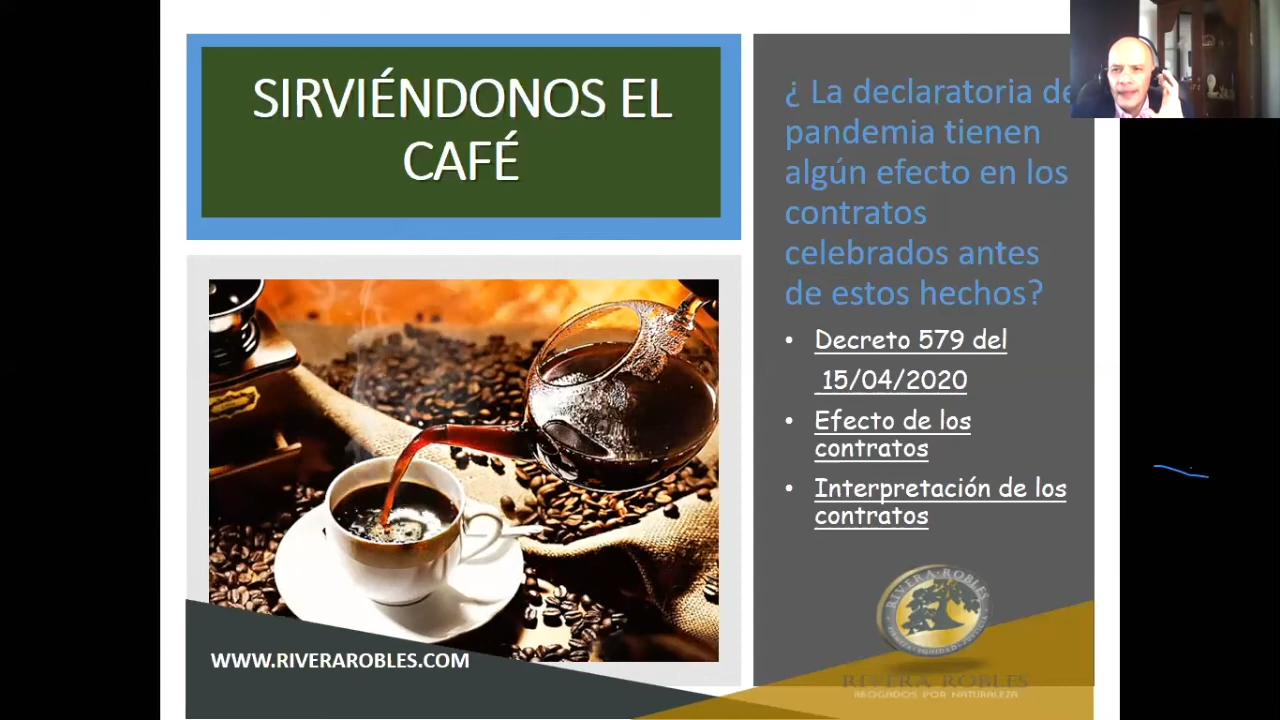 SIRVIÉNDONOS EL
CAFÉ
¿ La declaratoria de
pandemia tienen
algún efecto en los
contratos
celebrados antes
de estos hechos?
• Decreto 579 del
15/04/2020
• Efecto de los
contratos
• Interpretación de los
contratos
WWW.RIVERAROBLES.COM
RIVERA·ROBLES
RIVERA ROBLES
ABOGADOS POR NATURALEZA